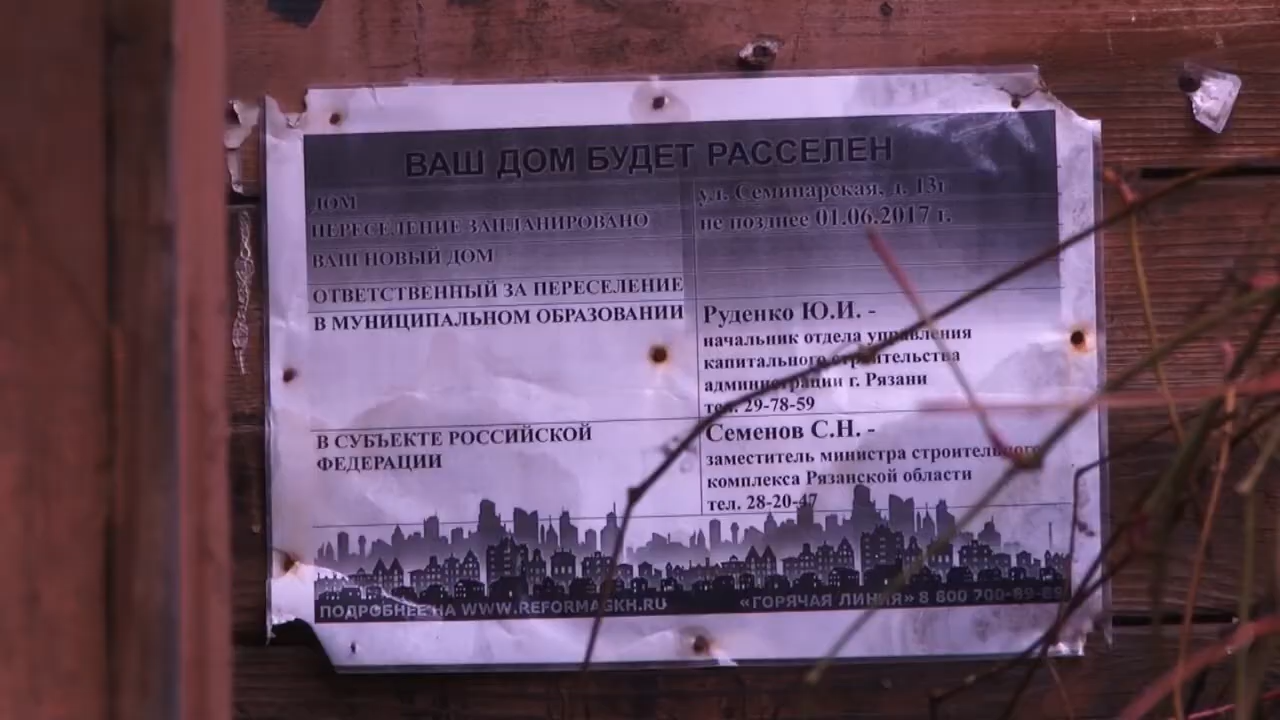 ВАШ ДОМ БУДЕТ РАССЕЛЕН
ДОМ
ул. Семинарская, д. 13г
ПЕРЕСЕЛЕНИЕ ЗАПЛАНИРОВАНО
не позднее 01.06.2017 г.
ВАШ НОВЫЙ ДОМ
ОТВЕТСТВЕННЫЙ ЗА ПЕРЕСЕЛЕНИЕ
В МУНИЦИПАЛЬНОМ ОБРАЗОВАНИИ
Руденко Ю.И. -
начальник отдела управления
капитального строительства
администрации г. Рязани
тел. 29-78-59
В СУБЪЕКТЕ РОССИЙСКОЙ
ФЕДЕРАЦИИ
Семенов С.Н. -
заместитель министра строительного
комплекса Рязанской области
тел. 28-20-47
ПОДРОБНЕЕ НА WWW.REFORMAGKH.RU
«ГОРЯЧАЯ ЛИНИЯ» 8 800 700-89-89